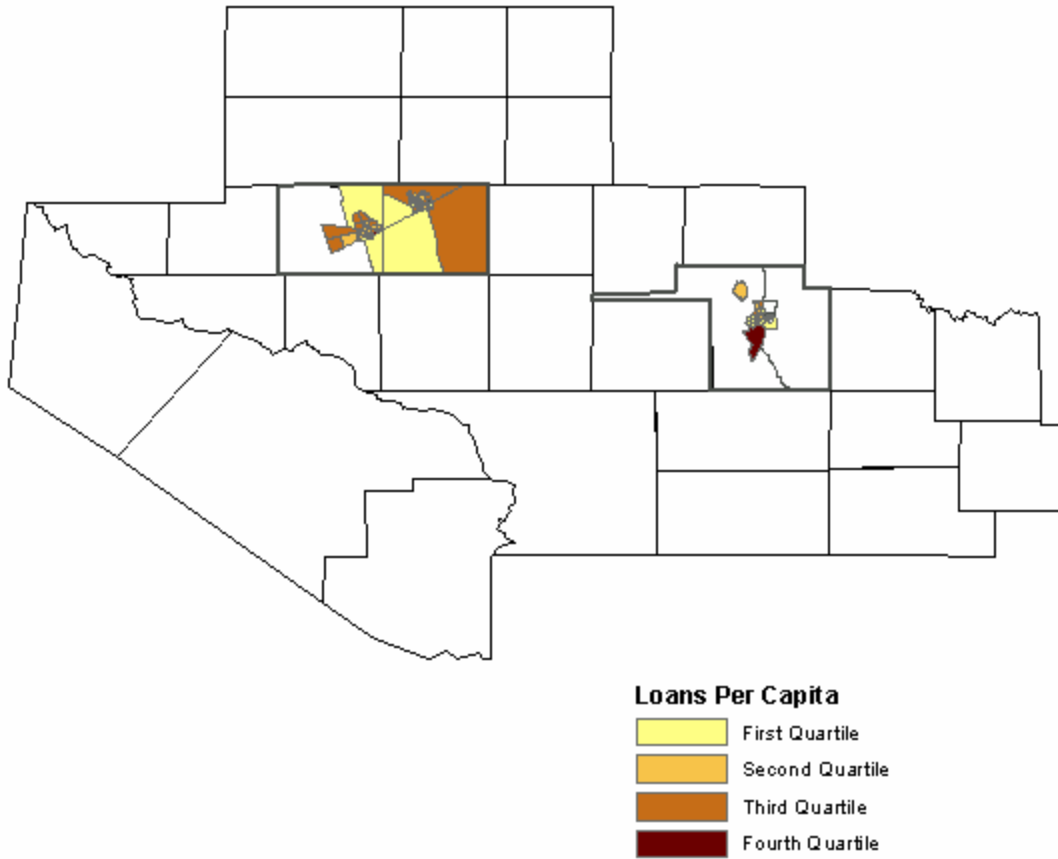 Loans Per Capita
First Quartile
Second Quartile
Third Quartile
Fourth Quartile